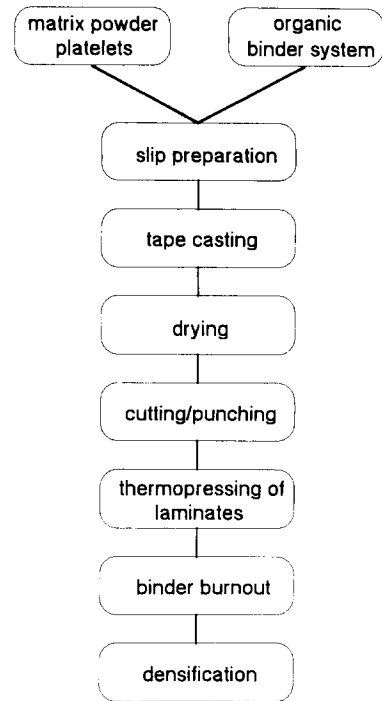 matrix powder
platelets
organic
binder system
slip preparation
tape casting
drying
cutting/punching
thermopressing of
laminates
binder burnout
densification